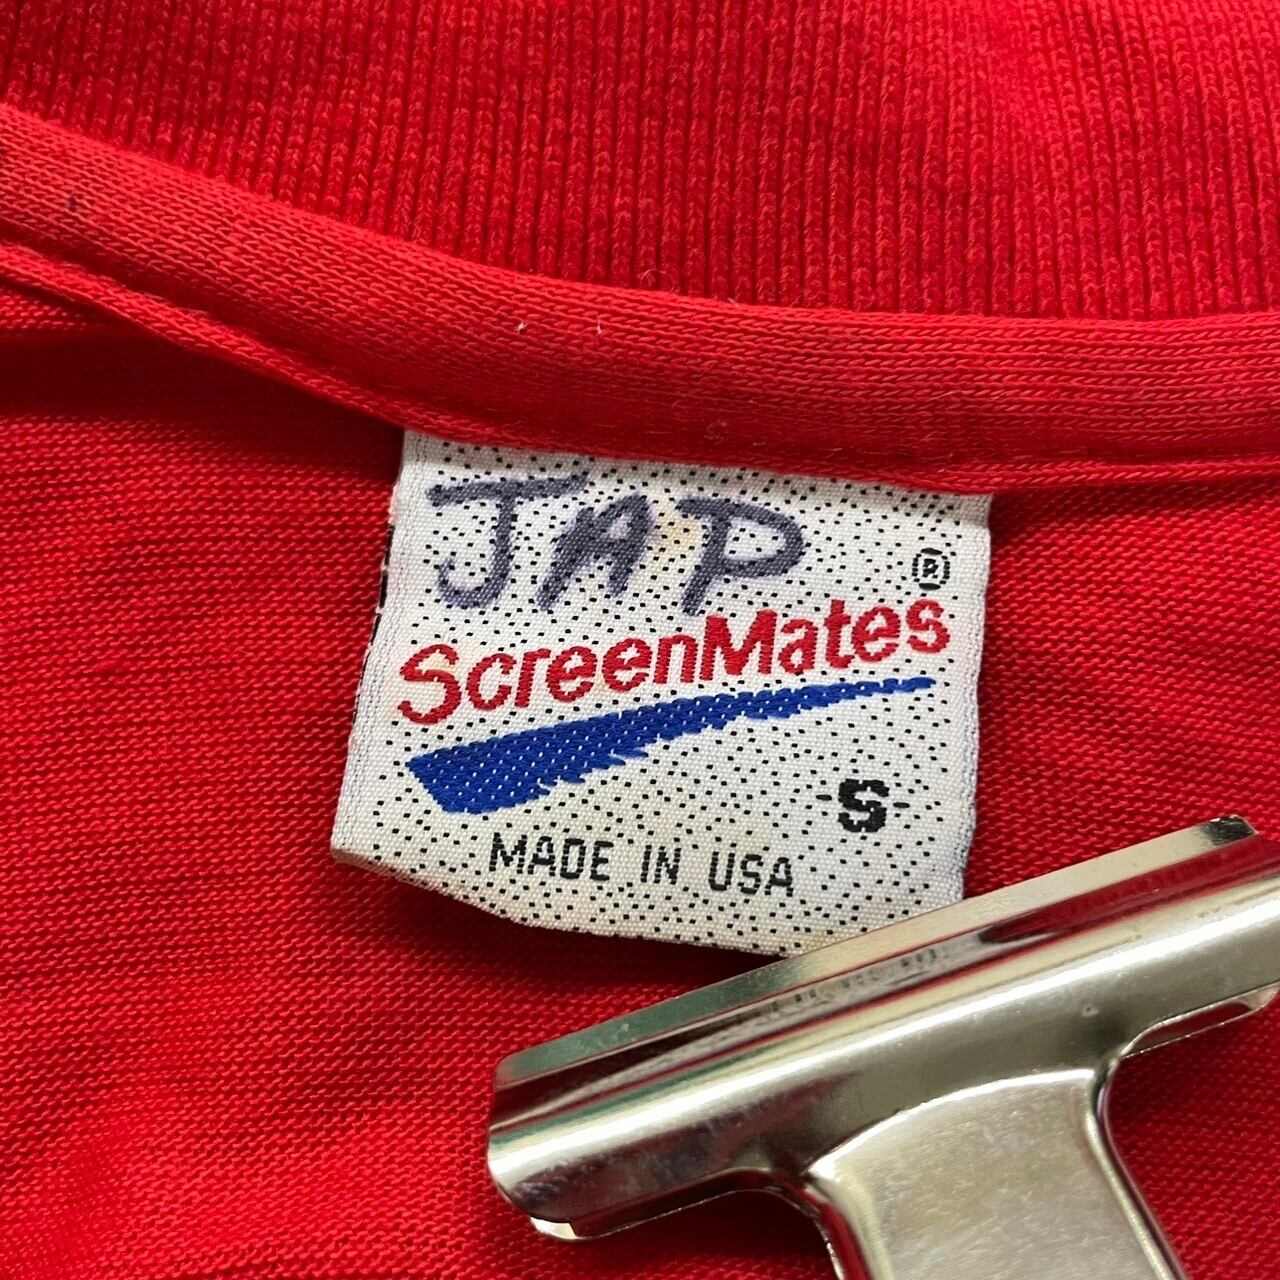 JAP
®
ScreenMates
-S-
MADE IN USA